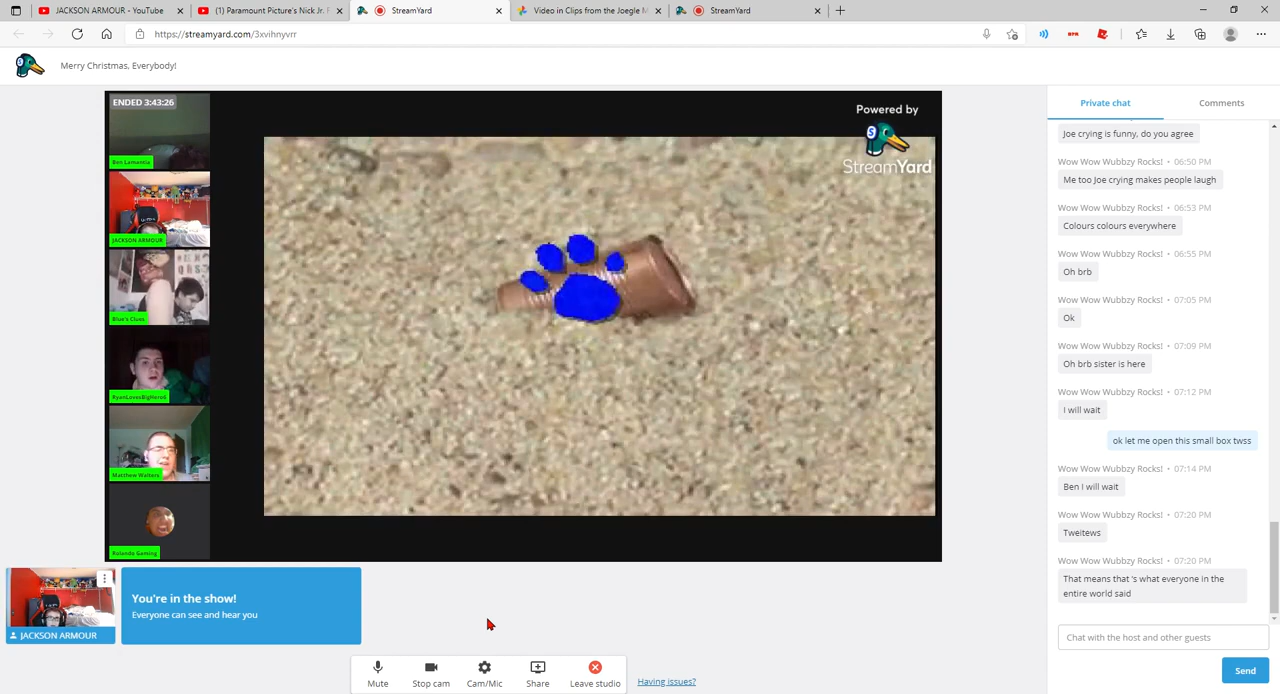 JACKSON ARMOUR - YouTube
(1) Paramount Picture's Nick Jr. F
StreamYard
Video in Clips from the Joegle M
StreamYard
https://streamyard.com/3xvihnyvrr
Merry Christmas, Everybody!
ENDED 3:43:26
Powered by
StreamYard
Ben Lamamia
JACKSON ARMOUR
Blue's Clues
RyanLovesBigHero6
Matthew Walters
Rolando Gaming
JACKSON ARMOUR
You're in the show!
Everyone can see and hear you
Mute
Stop cam
Cam/Mic
Share
Leave studio
Having issues?
Private chat
Comments
Joe crying is funny, do you agree
Wow Wow Wubbzy Rocks! • 06:50 PM
Me too Joe crying makes people laugh
Wow Wow Wubbzy Rocks! • 06:53 PM
Colours colours everywhere
Wow Wow Wubbzy Rocks! • 06:55 PM
Oh brb
Wow Wow Wubbzy Rocks! • 07:05 PM
Ok
Wow Wow Wubbzy Rocks! • 07:09 PM
Oh brb sister is here
Wow Wow Wubbzy Rocks! • 07:12 PM
I will wait
ok let me open this small box twss
Wow Wow Wubbzy Rocks! • 07:14 PM
Ben I will wait
Wow Wow Wubbzy Rocks! • 07:20 PM
Tweitews
Wow Wow Wubbzy Rocks! • 07:20 PM
That means that 's what everyone in the
entire world said
Chat with the host and other guests
Send